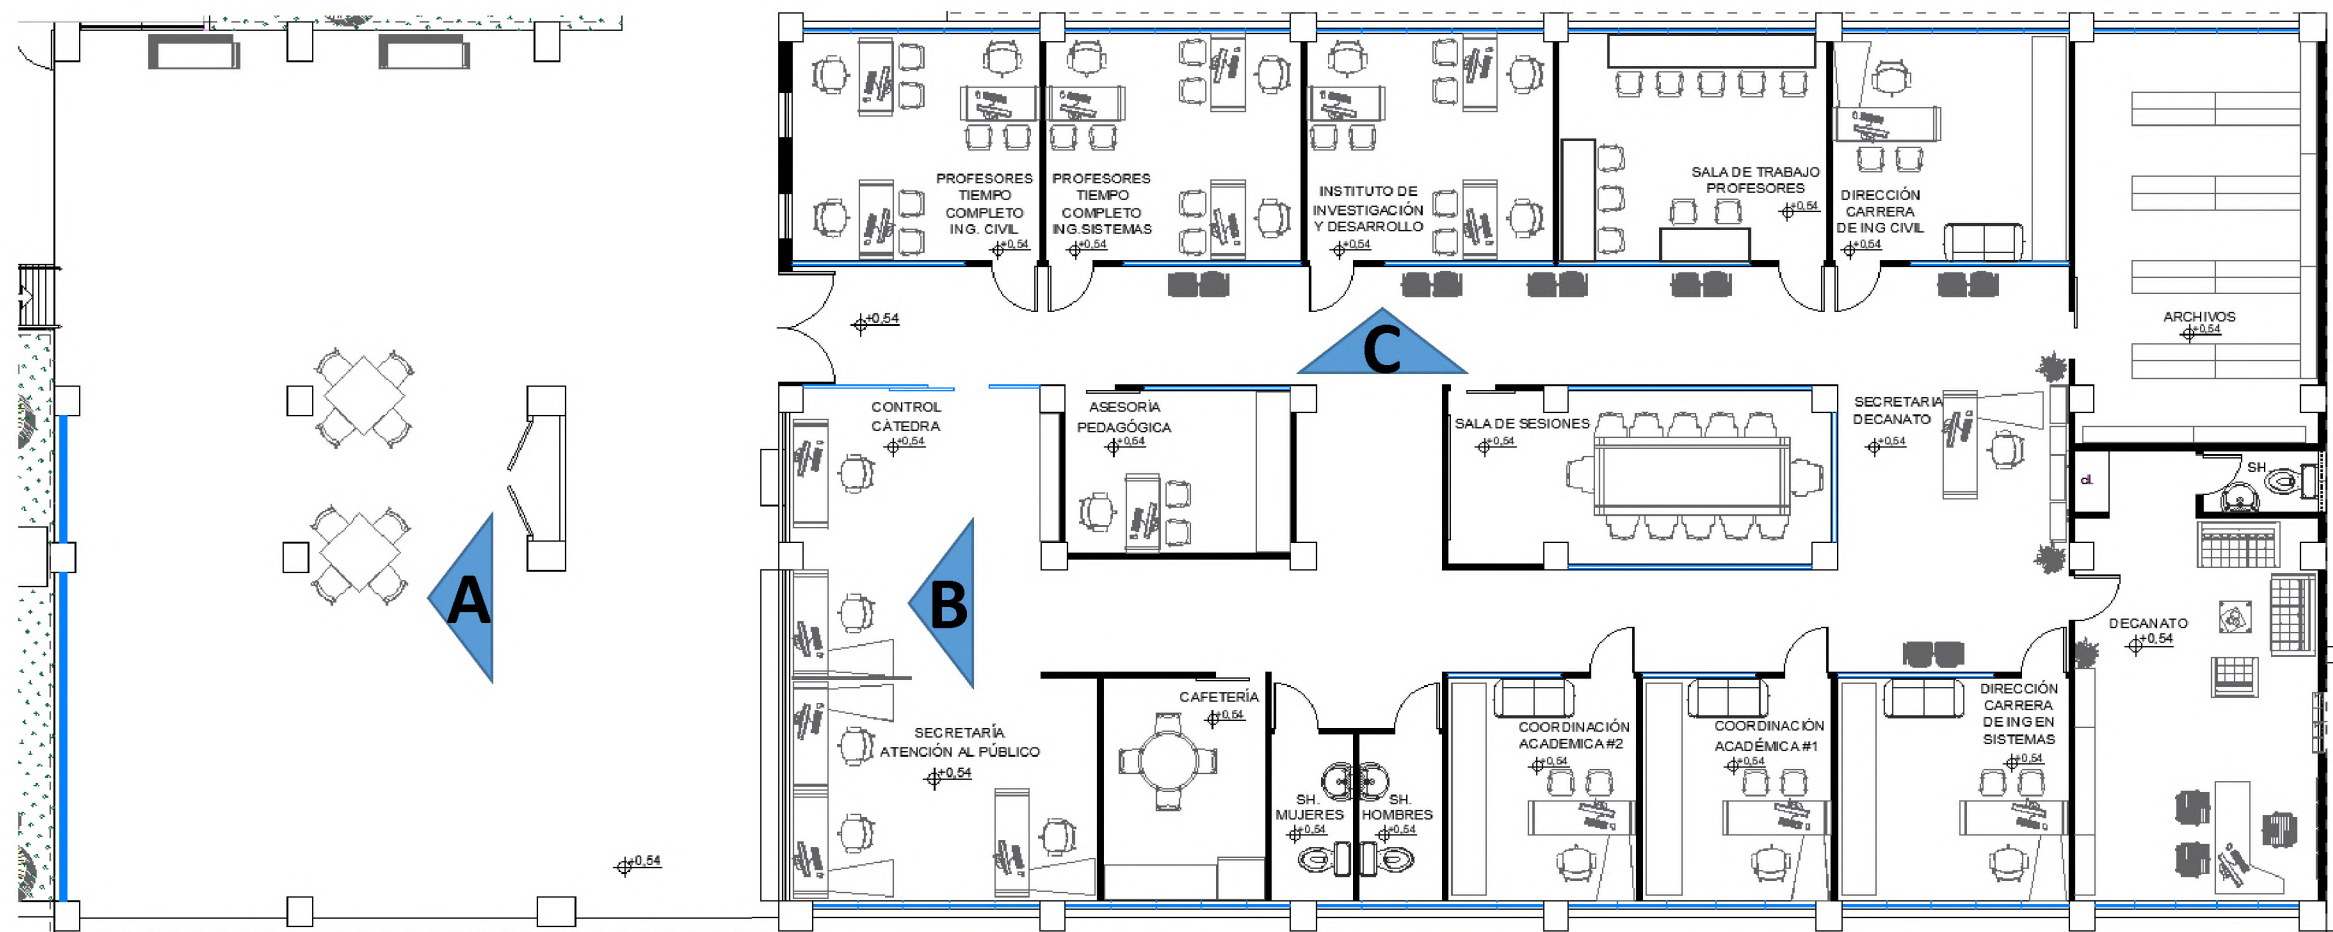 PROFESORES
TIEMPO
COMPLETO
ING. CIVIL
+0,54
PROFESORES
TIEMPO
COMPLETO
ING.SISTEMAS
+0,54
INSTITUTO DE
INVESTIGACIÓN
Y DESARROLLO
+0,54
SALA DE TRABAJO
PROFESORES
+0,54
DIRECCIÓN
CARRERA
DE ING CIVIL
+0,54
ARCHIVOS
+0,54
+0,54
C
CONTROL
CÀTEDRA
+0,54
ASESORÍA
PEDAGÓGICA
+0,54
SALA DE SESIONES
+0,54
SECRETARIA
DECANATO
+0,54
cl.
SH
A
B
DECANATO
+0,54
SECRETARÍA
ATENCIÓN AL PÚBLICO
+0,54
CAFETERÍA
+0,54
SH.
MUJERES
+0,54
SH.
HOMBRES
+0,54
COORDINACIÓN
ACADEMICA #2
+0,54
COORDINACIÓN
ACADÉMICA #1
+0,54
DIRECCIÓN
CARRERA
DE ING EN
SISTEMAS
+0,54
+0,54